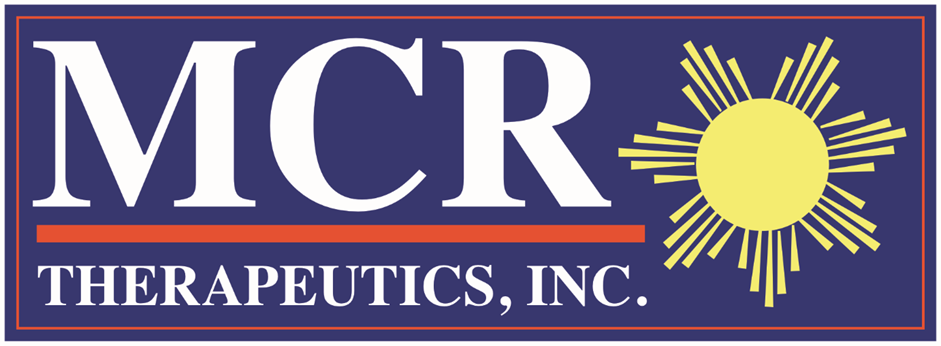 MCR
THERAPEUTICS, INC.